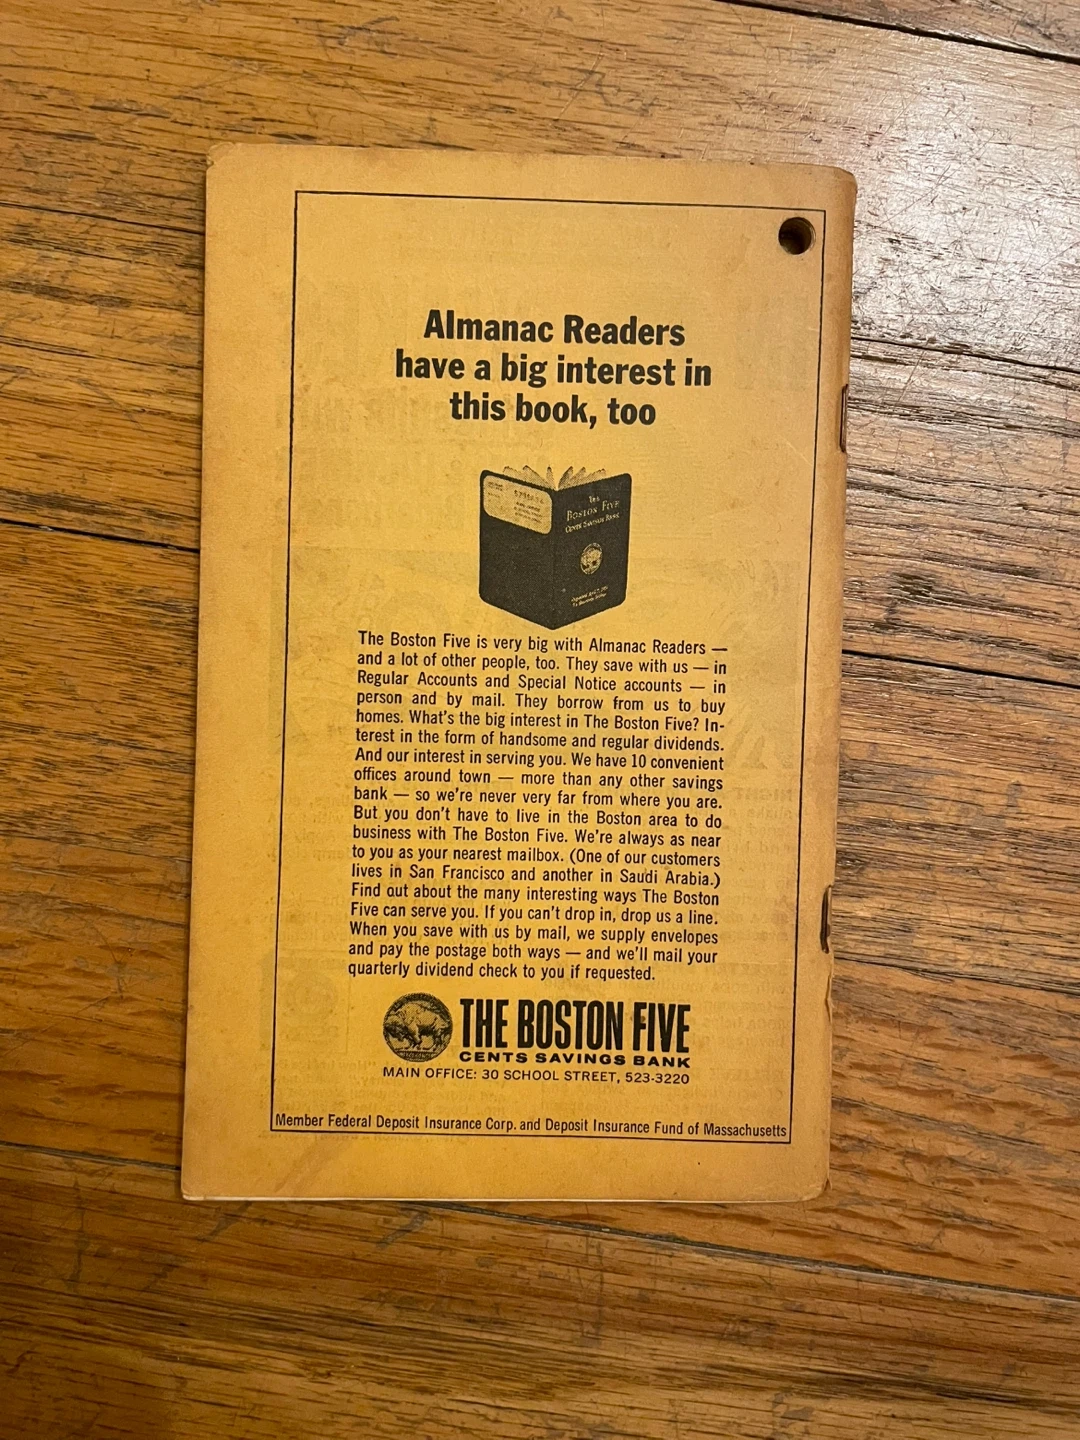 Almanac Readers
have a big interest in
this book, too
THE
BOSTON FIVE
CENTS SAVINGS BANK
The Boston Five is very big with Almanac Readers —
and a lot of other people, too. They save with us — in
Regular Accounts and Special Notice accounts — in
person and by mail. They borrow from us to buy
homes. What's the big interest in The Boston Five? In-
terest in the form of handsome and regular dividends.
And our interest in serving you. We have 10 convenient
offices around town — more than any other savings
bank — so we're never very far from where you are.
But you don't have to live in the Boston area to do
business with The Boston Five. We're always as near
to you as your nearest mailbox. (One of our customers
lives in San Francisco and another in Saudi Arabia.)
Find out about the many interesting ways The Boston
Five can serve you. If you can't drop in, drop us a line.
When you save with us by mail, we supply envelopes
and pay the postage both ways — and we'll mail your
quarterly dividend check to you if requested.
THE BOSTON FIVE
CENTS SAVINGS BANK
MAIN OFFICE: 30 SCHOOL STREET, 523-3220
Member Federal Deposit Insurance Corp. and Deposit Insurance Fund of Massachusetts